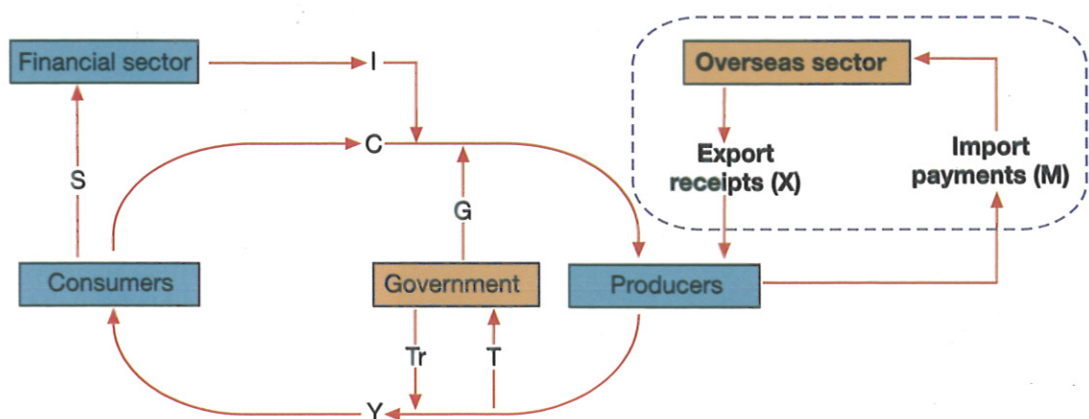 Financial sector
I
Overseas sector
C
Export
receipts (X)
Import
payments (M)
S
G
Consumers
Government
Producers
Tr
T
Y